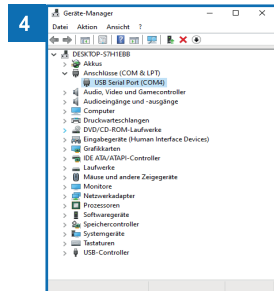 4
Geräte-Manager
Datei Aktion Ansicht ?
DESKTOP-S7H1EBB
Akkus
Anschlüsse (COM & LPT)
USB Serial Port (COM4)
Audio, Video und Gamecontroller
Audioeingänge und -ausgänge
Computer
Druckwarteschlangen
DVD/CD-ROM-Laufwerke
Eingabegeräte (Human Interface Devices)
Grafikkarten
IDE ATA/ATAPI-Controller
Laufwerke
Mäuse und andere Zeigegeräte
Monitore
Netzwerkadapter
Prozessoren
Softwaregeräte
Speichercontroller
Systemgeräte
Tastaturen
USB-Controller